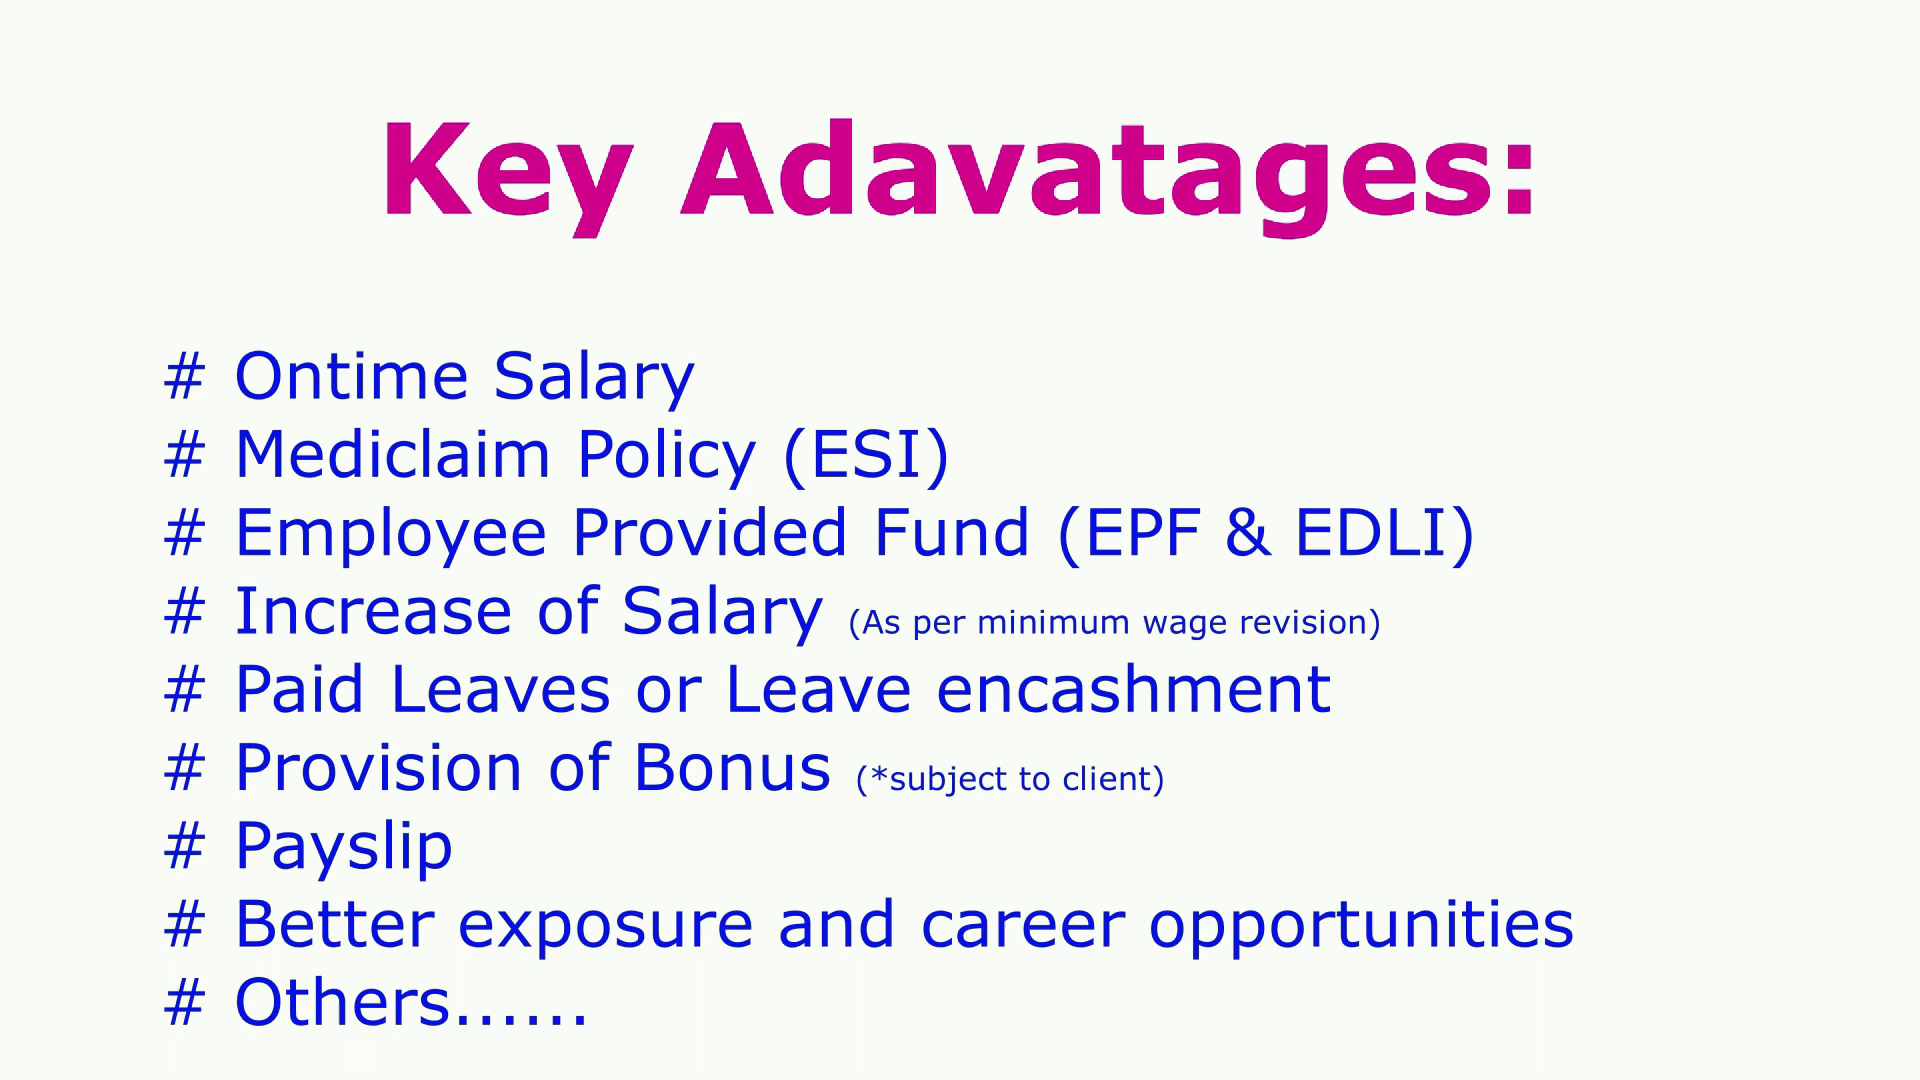 Key Adavatages:
# Ontime Salary
# Mediclaim Policy (ESI)
# Employee Provided Fund (EPF & EDLI)
# Increase of Salary (As per minimum wage revision)
# Paid Leaves or Leave encashment
# Provision of Bonus (*subject to client)
# Payslip
# Better exposure and career opportunities
# Others......